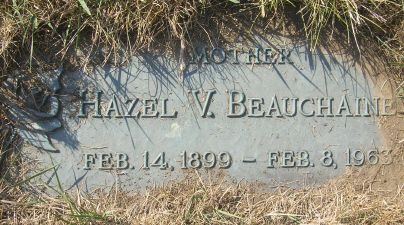 MOTHER
HAZEL V. BEAUCHAINE
FEB. 14, 1899 - FEB. 8, 1963